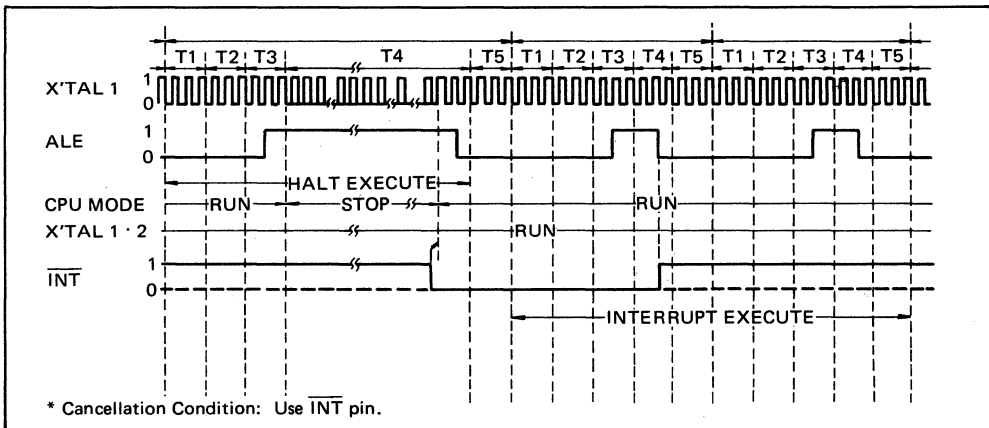 T1 T2 T3 T4 T5 T1 T2 T3 T4 T5 T1 T2 T3 T4 T5
X'TAL 1 1
0
ALE 1
0
HALT EXECUTE
CPU MODE RUN STOP RUN
X'TAL 1 · 2 RUN
INT 1
0
INTERRUPT EXECUTE
* Cancellation Condition: Use INT pin.